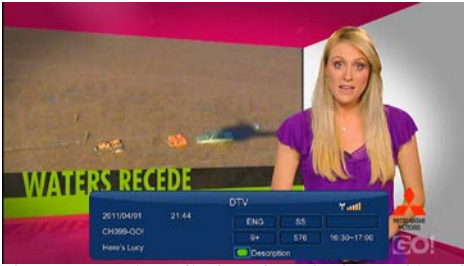 WATERS RECEDE
DTV
2011/04/01 21:44 ENG SS
CH099-GO!
9+ 576 16:30~17:00
Here's Lucy
Description
MITSUBISHI
MOTORS
GO!